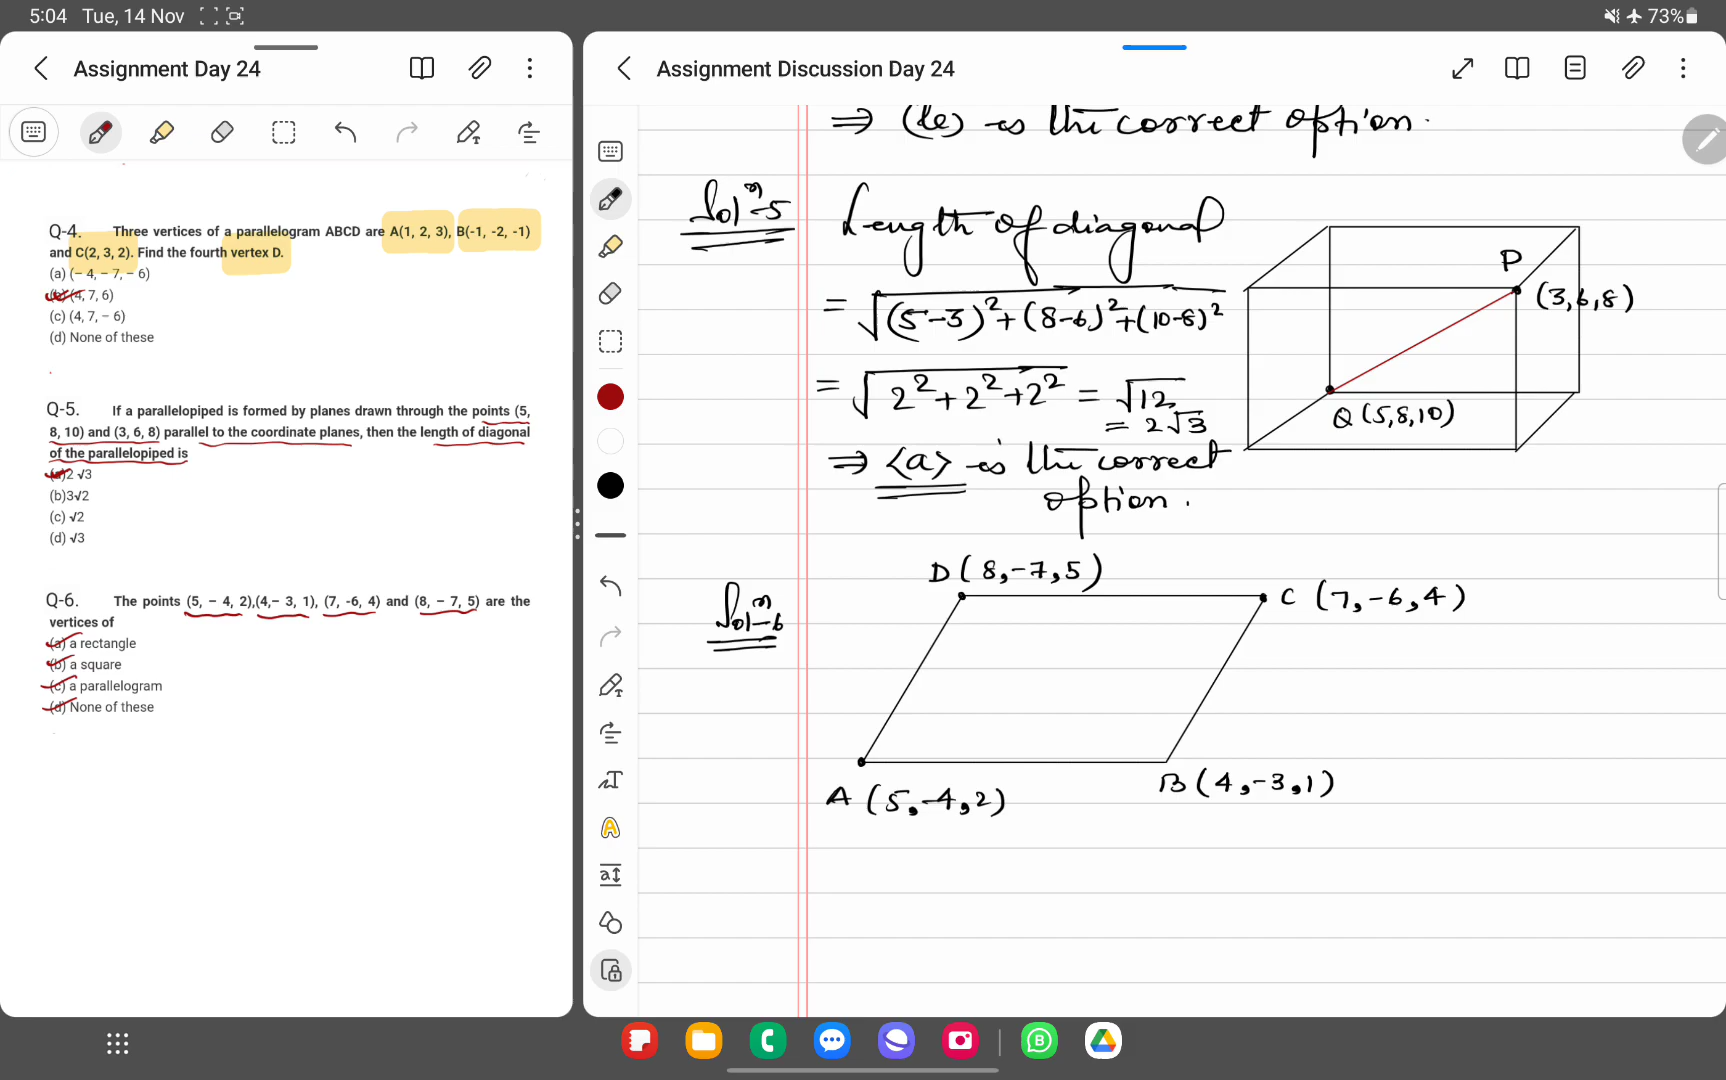 5:04 Tue, 14 Nov
73%
Assignment Day 24
Q-4. Three vertices of a parallelogram ABCD are A(1, 2, 3), B(-1, -2, -1)
and C(2, 3, 2). Find the fourth vertex D.
(a) (− 4, − 7, − 6)
(b) (4, 7, 6)
(c) (4, 7, − 6)
(d) None of these
Q-5. If a parallelopiped is formed by planes drawn through the points (5,
8, 10) and (3, 6, 8) parallel to the coordinate planes, then the length of diagonal
of the parallelopiped is
(a)2 √3
(b)3√2
(c) √2
(d) √3
Q-6. The points (5, − 4, 2),(4,− 3, 1), (7, -6, 4) and (8, − 7, 5) are the
vertices of
(a) a rectangle
(b) a square
(c) a parallelogram
(d) None of these
Assignment Discussion Day 24
⇒ is the correct option.
Solⁿ-5
Length of diagonal
= √(5-3)²+(8-6)²+(10-8)²
= √2²+2²+2² = √12
= 2√3
⇒ <a> is the correct
option.
P
(3,6,8)
Q (5,8,10)
Solⁿ-6
D (8,-7,5)
C (7,-6,4)
A (5,-4,2)
B (4,-3,1)